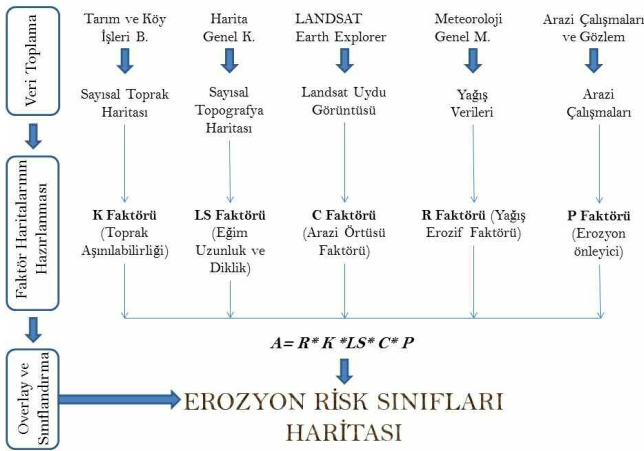 Veri Toplama
Tarım ve Köy
İşleri B.
Harita
Genel K.
LANDSAT
Earth Explorer
Meteoroloji
Genel M.
Arazi Çalışmaları
ve Gözlem
Sayısal Toprak
Haritası
Sayısal
Topografya
Haritası
Landsat Uydu
Görüntüsü
Yağış
Verileri
Arazi
Çalışmaları
Faktör Haritalarının
Hazırlanması
K Faktörü
(Toprak
Aşınılabilirliği)
LS Faktörü
(Eğim
Uzunluk ve
Diklik)
C Faktörü
(Arazi Örtüsü
Faktörü)
R Faktörü (Yağış
Erozif Faktörü)
P Faktörü
(Erozyon
önleyici)
A= R* K *LS* C* P
Overlay ve
Sınıflandırma
EROZYON RİSK SINIFLARI
HARİTASI